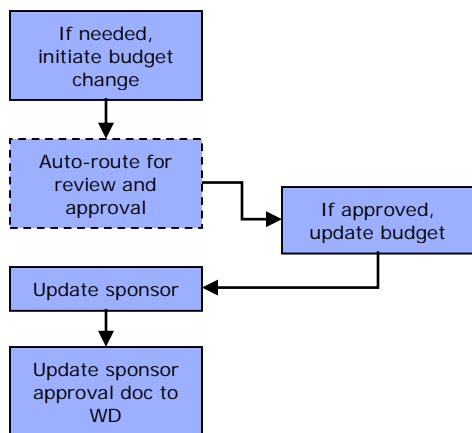 If needed,
initiate budget
change
Auto-route for
review and
approval
If approved,
update budget
Update sponsor
Update sponsor
approval doc to
WD